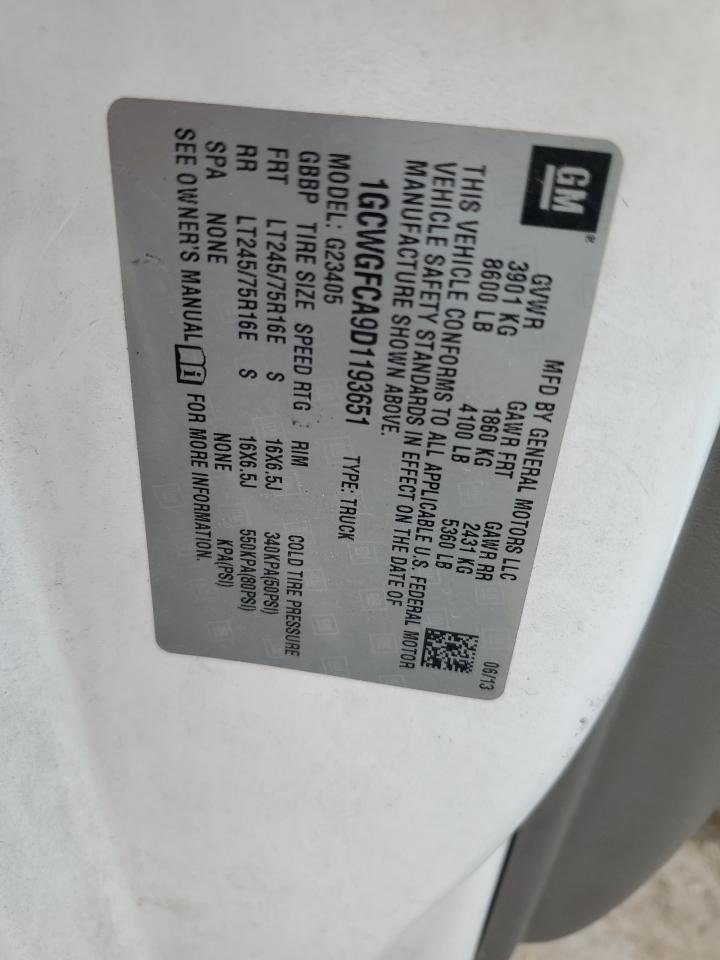 GM®
MFD BY GENERAL MOTORS LLC 06/13
GVWR GAWR FRT GAWR RR
3901 KG 1860 KG 2431 KG
8600 LB 4100 LB 5360 LB
THIS VEHICLE CONFORMS TO ALL APPLICABLE U.S. FEDERAL MOTOR
VEHICLE SAFETY STANDARDS IN EFFECT ON THE DATE OF
MANUFACTURE SHOWN ABOVE.
1GCWGFCA9D1193651 TYPE: TRUCK
MODEL: G23405
GBBP TIRE SIZE SPEED RTG RIM COLD TIRE PRESSURE
FRT LT245/75R16E S 16X6.5J 340KPA(50PSI)
RR LT245/75R16E S 16X6.5J 550KPA(80PSI)
SPA NONE NONE KPA(PSI)
SEE OWNER'S MANUAL FOR MORE INFORMATION.